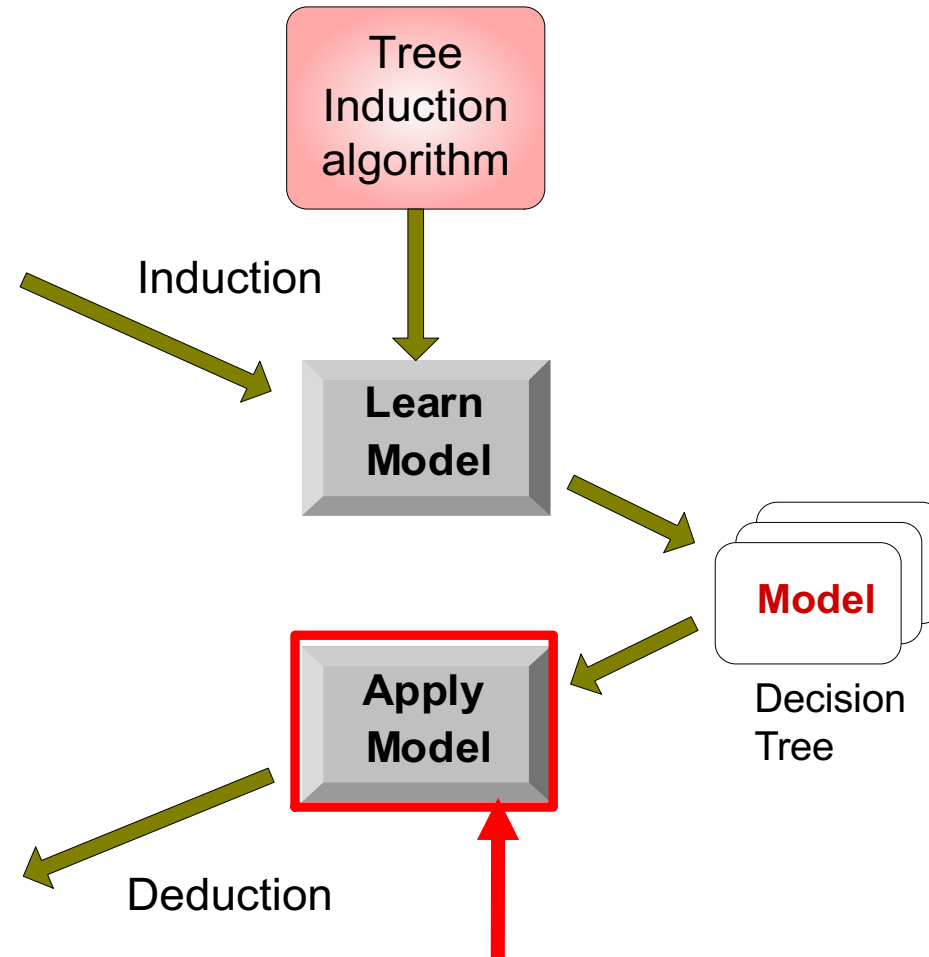 Tree
Induction
algorithm
Induction
Learn
Model
Model
Apply
Model
Decision
Tree
Deduction